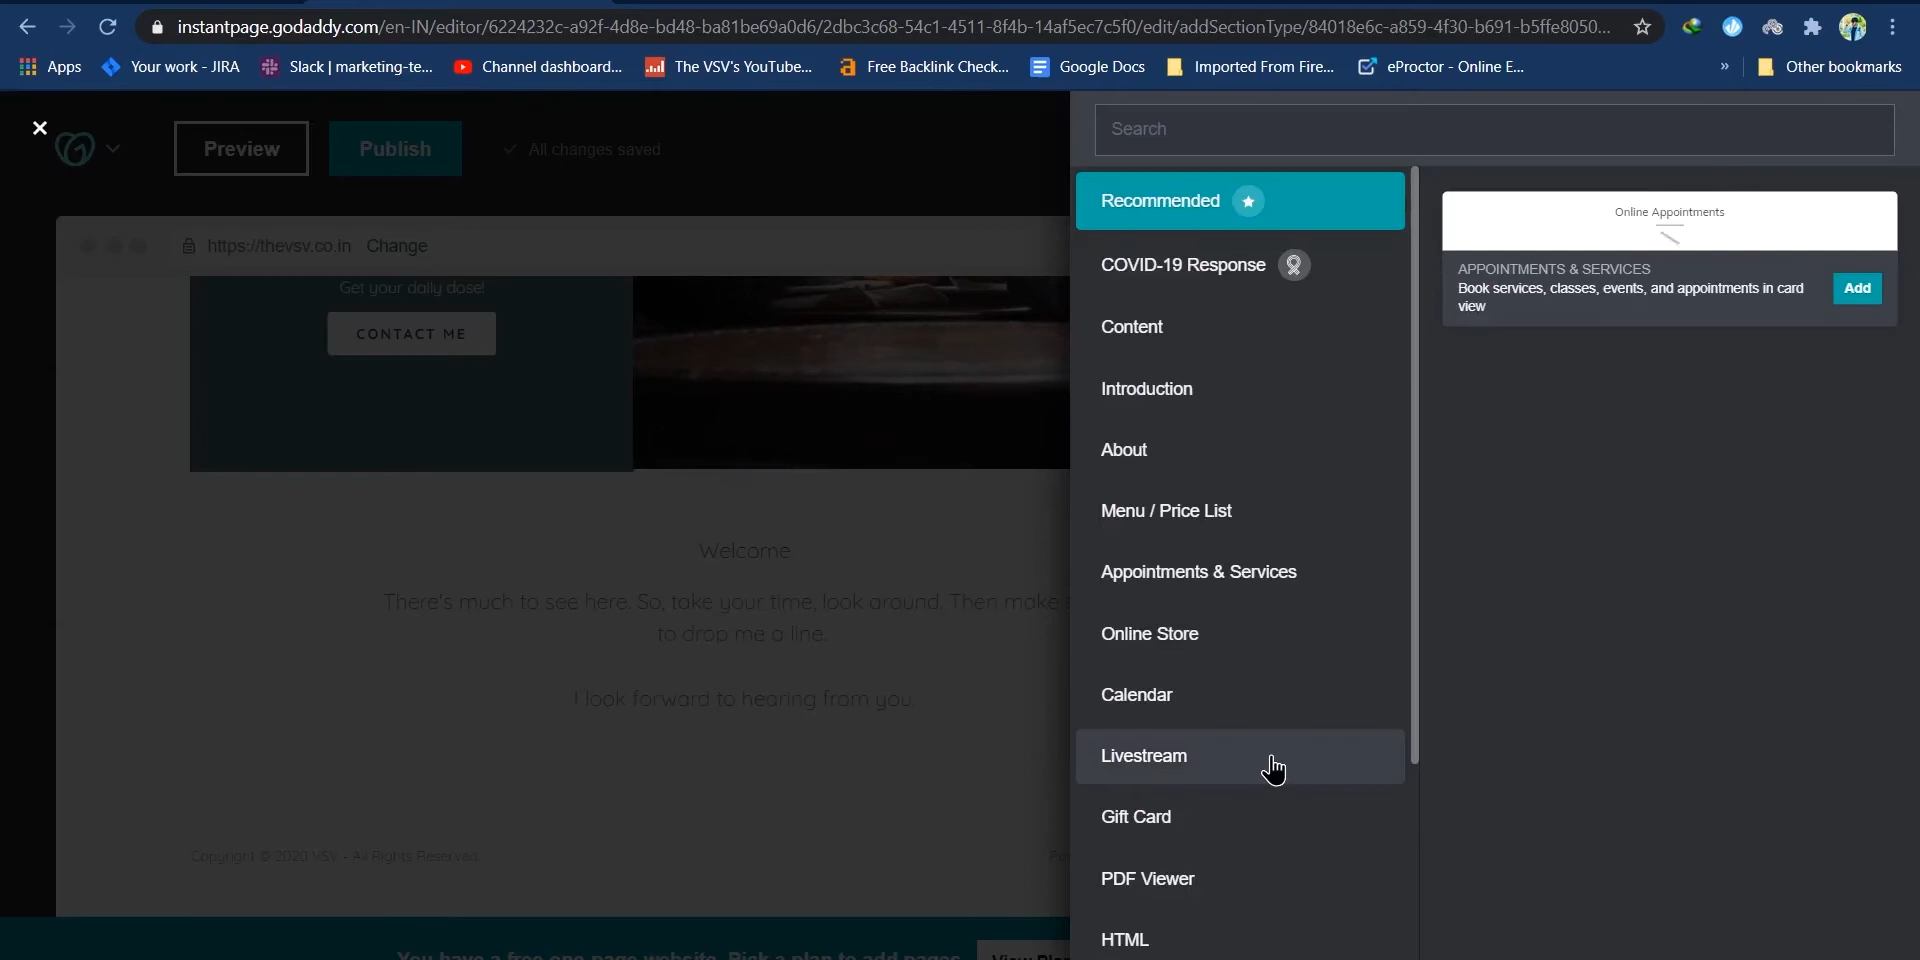 instantpage.godaddy.com/en-IN/editor/6224232c-a92f-4d8e-bd48-ba81be69a0d6/2dbc3c68-54c1-4511-8f4b-14af5ec7c5f0/edit/addSectionType/84018e6c-a859-4f30-b691-b5ffe8050...
Apps Your work - JIRA Slack | marketing-te... Channel dashboard... The VSV's YouTube... Free Backlink Check... Google Docs Imported From Fire... eProctor - Online E... » Other bookmarks
Preview Publish All changes saved
https://thevsv.co.in Change
Get your daily dose!
CONTACT ME
Welcome
There's much to see here. So, take your time, look around. Then make
to drop me a line.
I look forward to hearing from you.
Copyright © 2020 VSV - All Rights Reserved.
You have a free one-page website. Pick a plan to add pages.
Search
Recommended
COVID-19 Response
Content
Introduction
About
Menu / Price List
Appointments & Services
Online Store
Calendar
Livestream
Gift Card
PDF Viewer
HTML
Online Appointments
APPOINTMENTS & SERVICES
Book services, classes, events, and appointments in card
view
Add